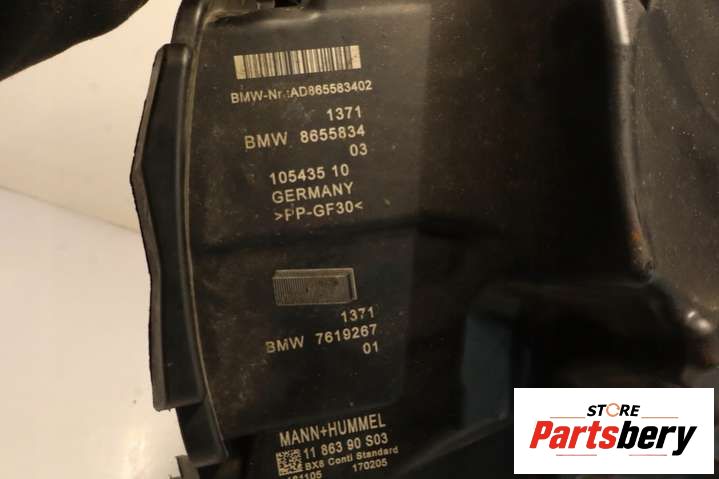 BMW-Nr.:AD865583402
1371
BMW 8655834
03
105435 10
GERMANY
>PP-GF30<
1371
BMW 7619267
01
MANN+HUMMEL
11 863 90 S03
BX8 Conti Standard
170205
STORE
Partsbery